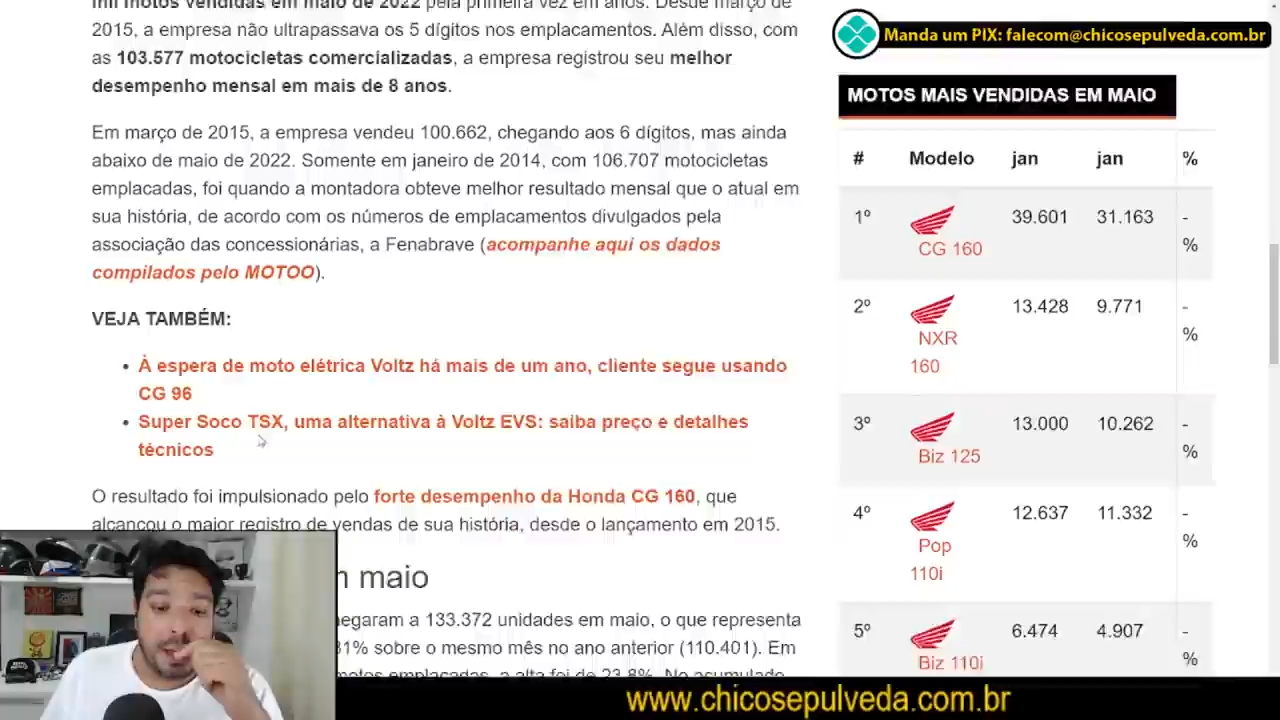 mil motos vendidas em maio de 2022 pela primeira vez em anos. Desde março de
2015, a empresa não ultrapassava os 5 dígitos nos emplacamentos. Além disso, com
as 103.577 motocicletas comercializadas, a empresa registrou seu melhor
desempenho mensal em mais de 8 anos.
Em março de 2015, a empresa vendeu 100.662, chegando aos 6 dígitos, mas ainda
abaixo de maio de 2022. Somente em janeiro de 2014, com 106.707 motocicletas
emplacadas, foi quando a montadora obteve melhor resultado mensal que o atual em
sua história, de acordo com os números de emplacamentos divulgados pela
associação das concessionárias, a Fenabrave (acompanhe aqui os dados
compilados pelo MOTOO).
VEJA TAMBÉM:
• À espera de moto elétrica Voltz há mais de um ano, cliente segue usando
CG 96
• Super Soco TSX, uma alternativa à Voltz EVS: saiba preço e detalhes
técnicos
O resultado foi impulsionado pelo forte desempenho da Honda CG 160, que
alcançou o maior registro de vendas de sua história, desde o lançamento em 2015.
m maio
egaram a 133.372 unidades em maio, o que representa
31% sobre o mesmo mês no ano anterior (110.401). Em
motos emplacadas, a alta foi de 23,8%. No acumulado
Manda um PIX: falecom@chicosepulveda.com.br
MOTOS MAIS VENDIDAS EM MAIO
# Modelo jan jan %
1º CG 160 39.601 31.163 -%
2º NXR 160 13.428 9.771 -%
3º Biz 125 13.000 10.262 -%
4º Pop 110i 12.637 11.332 -%
5º Biz 110i 6.474 4.907 -%
www.chicosepulveda.com.br